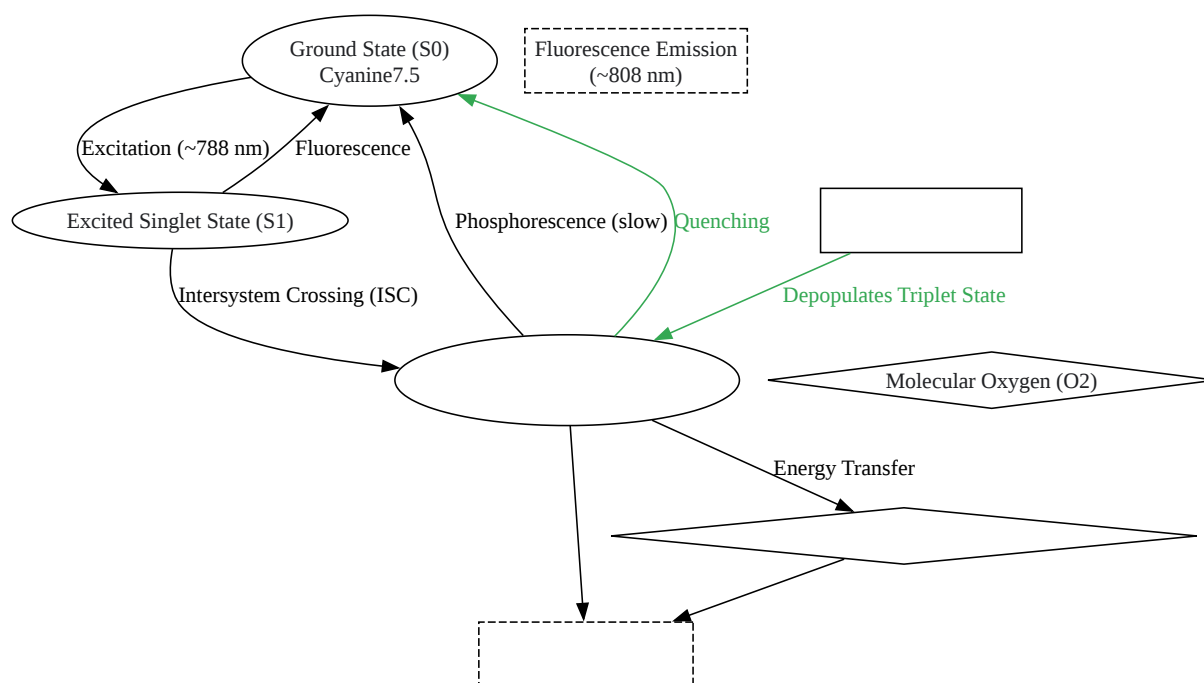 Ground State (S0)
Cyanine7.5
Fluorescence Emission
(~808 nm)
Excitation (~788 nm)
Fluorescence
Excited Singlet State (S1)
Phosphorescence (slow)
Quenching
Intersystem Crossing (ISC)
Depopulates Triplet State
Molecular Oxygen (O2)
Energy Transfer